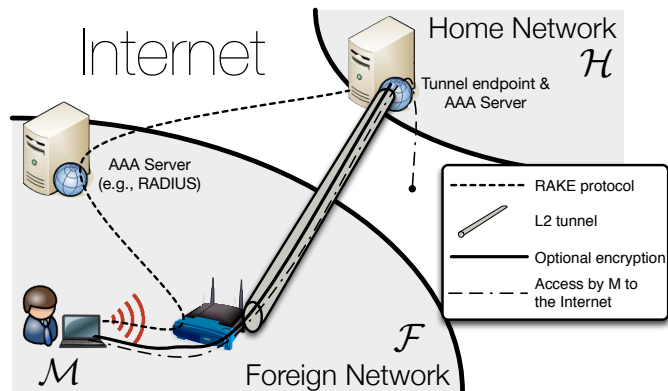 Internet
Home Network
ℋ
Tunnel endpoint &
AAA Server
AAA Server
(e.g., RADIUS)
RAKE protocol
L2 tunnel
Optional encryption
Access by M to
the Internet
ℱ
ℳ
Foreign Network